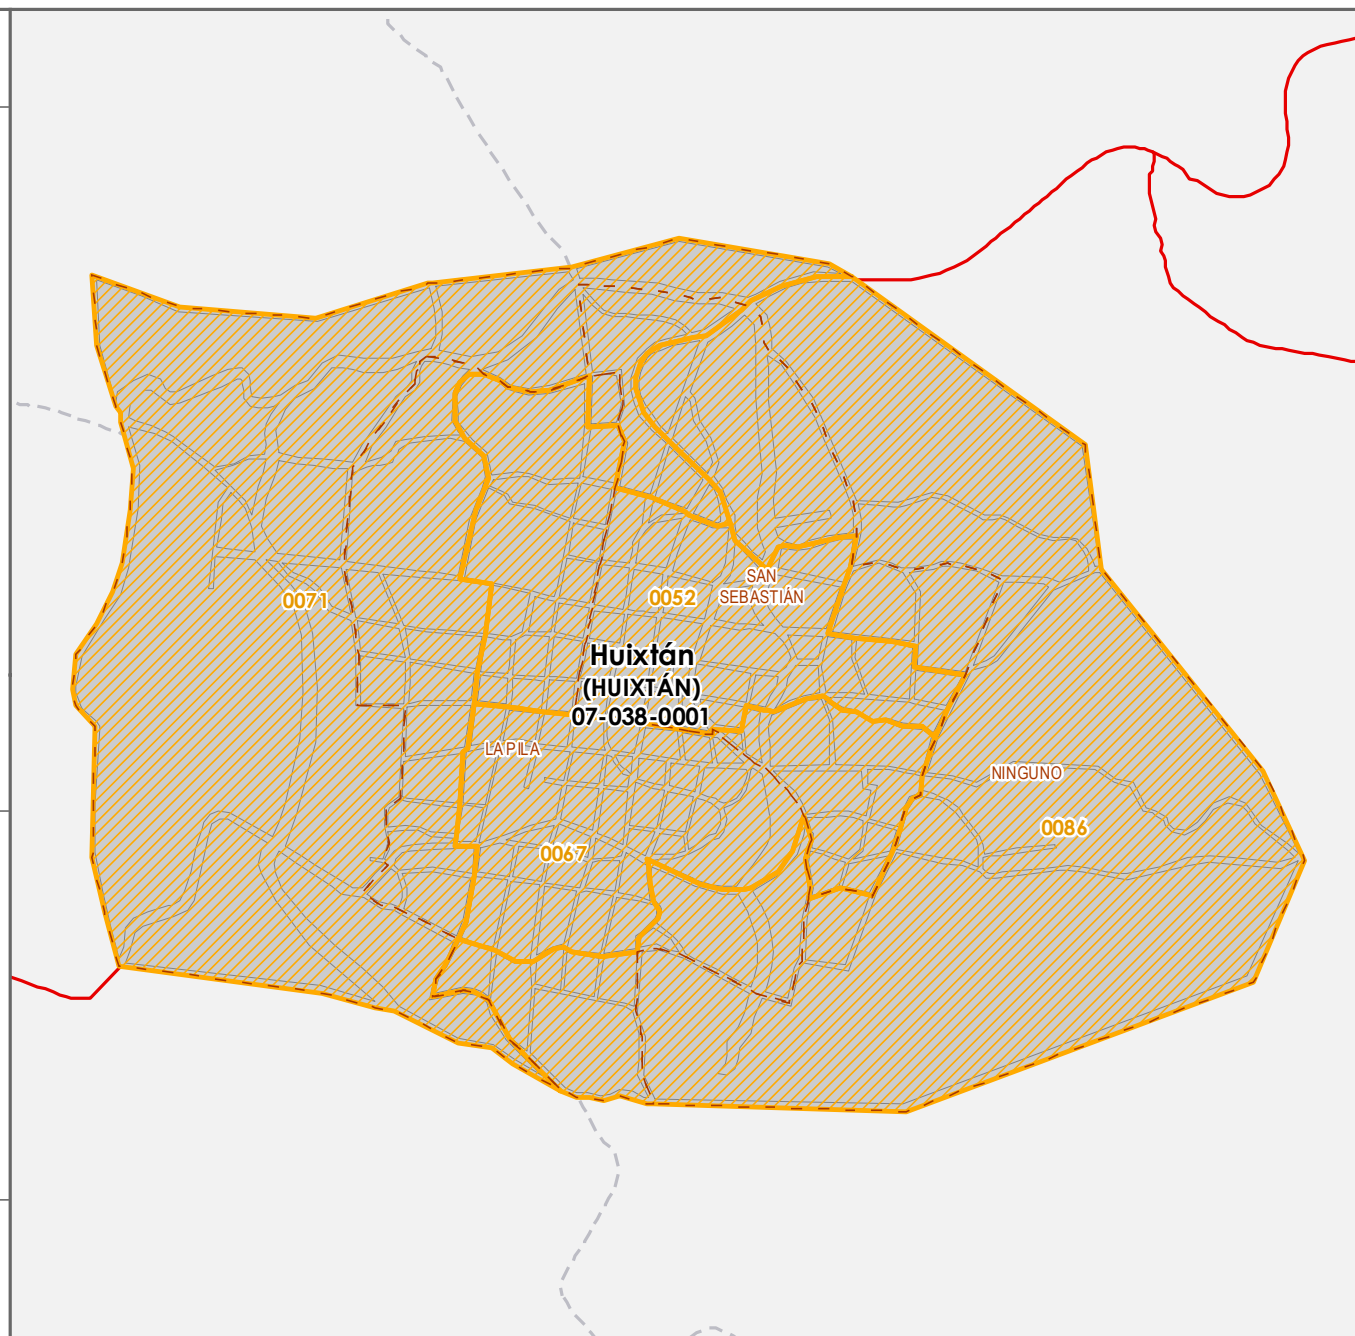 SAN
SEBASTIÁN
0071
0052
Huixtán
(HUIXTÁN)
07-038-0001
LA PILA
NINGUNO
0086
0067